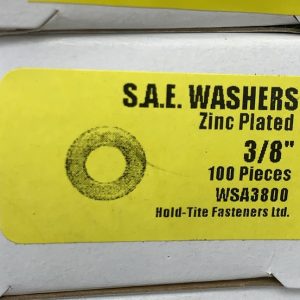 S.A.E. WASHERS
Zinc Plated
3/8"
100 Pieces
WSA3800
Hold-Tite Fasteners Ltd.